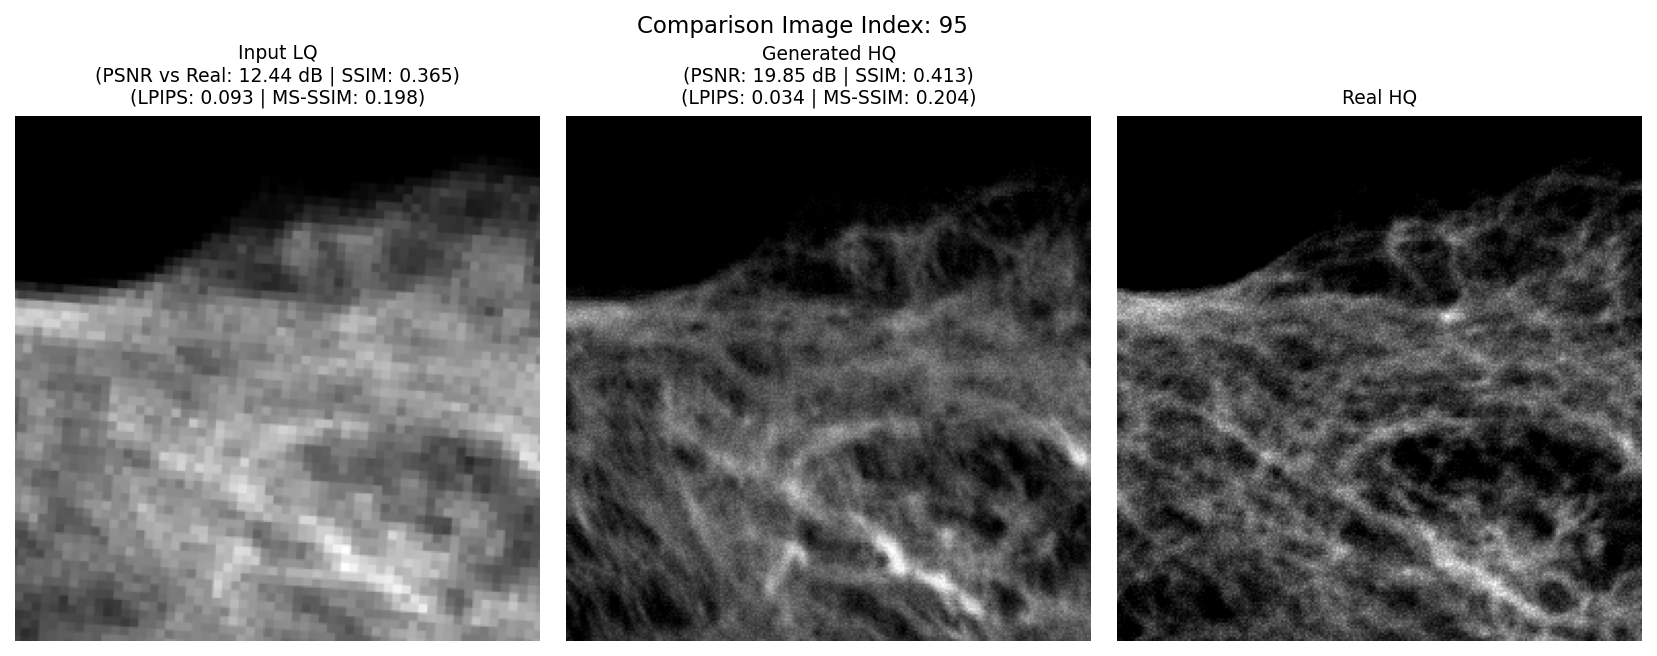 Comparison Image Index: 95
Input LQ
(PSNR vs Real: 12.44 dB | SSIM: 0.365)
(LPIPS: 0.093 | MS-SSIM: 0.198)
Generated HQ
(PSNR: 19.85 dB | SSIM: 0.413)
(LPIPS: 0.034 | MS-SSIM: 0.204)
Real HQ